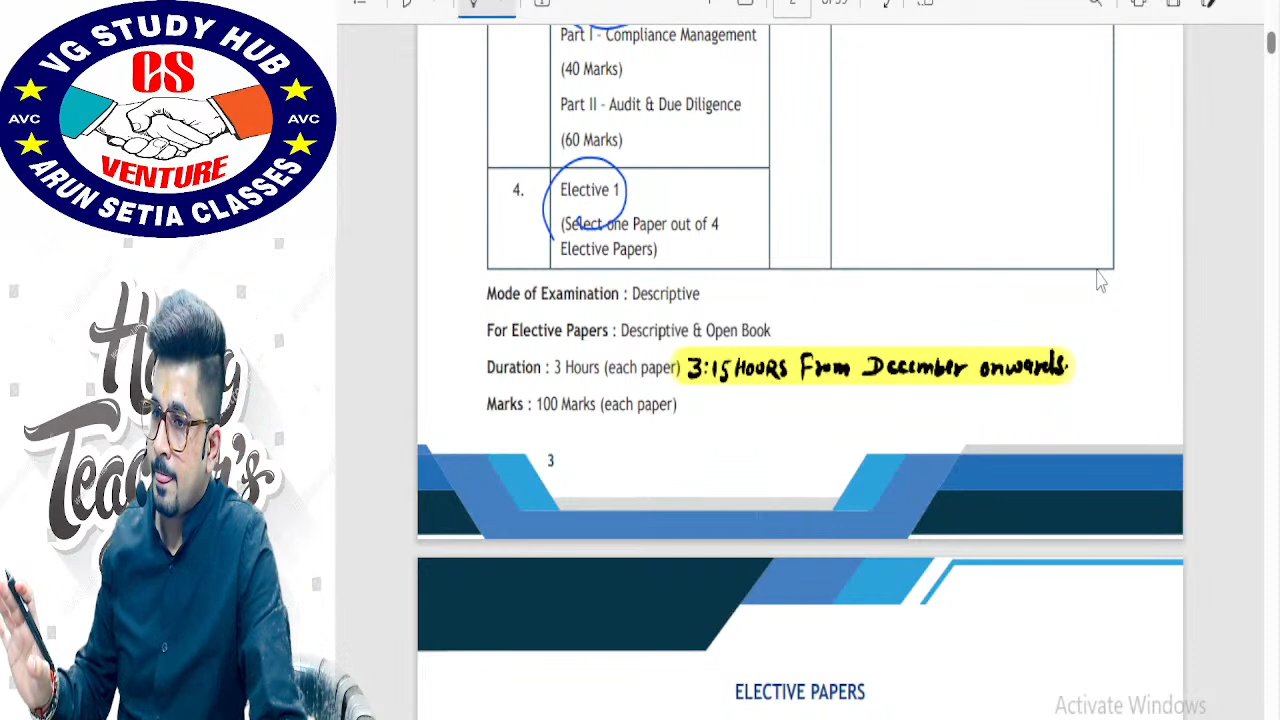 VG STUDY HUB
CS
AVC
AVC
VENTURE
ARUN SETIA CLASSES
Teacher's
Part I - Compliance Management
(40 Marks)
Part II - Audit & Due Diligence
(60 Marks)
4.
Elective 1
(Select one Paper out of 4
Elective Papers)
Mode of Examination : Descriptive
For Elective Papers : Descriptive & Open Book
Duration : 3 Hours (each paper) 3:15 HOURS From December onwards.
Marks : 100 Marks (each paper)
3
ELECTIVE PAPERS
Activate Windows